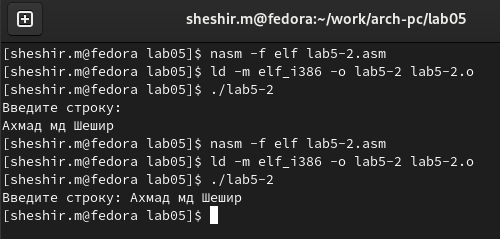 sheshir.m@fedora:~/work/arch-pc/lab05
[sheshir.m@fedora lab05]$ nasm -f elf lab5-2.asm
[sheshir.m@fedora lab05]$ ld -m elf_i386 -o lab5-2 lab5-2.o
[sheshir.m@fedora lab05]$ ./lab5-2
Введите строку:
Ахмад мд Шешир
[sheshir.m@fedora lab05]$ nasm -f elf lab5-2.asm
[sheshir.m@fedora lab05]$ ld -m elf_i386 -o lab5-2 lab5-2.o
[sheshir.m@fedora lab05]$ ./lab5-2
Введите строку: Ахмад мд Шешир
[sheshir.m@fedora lab05]$